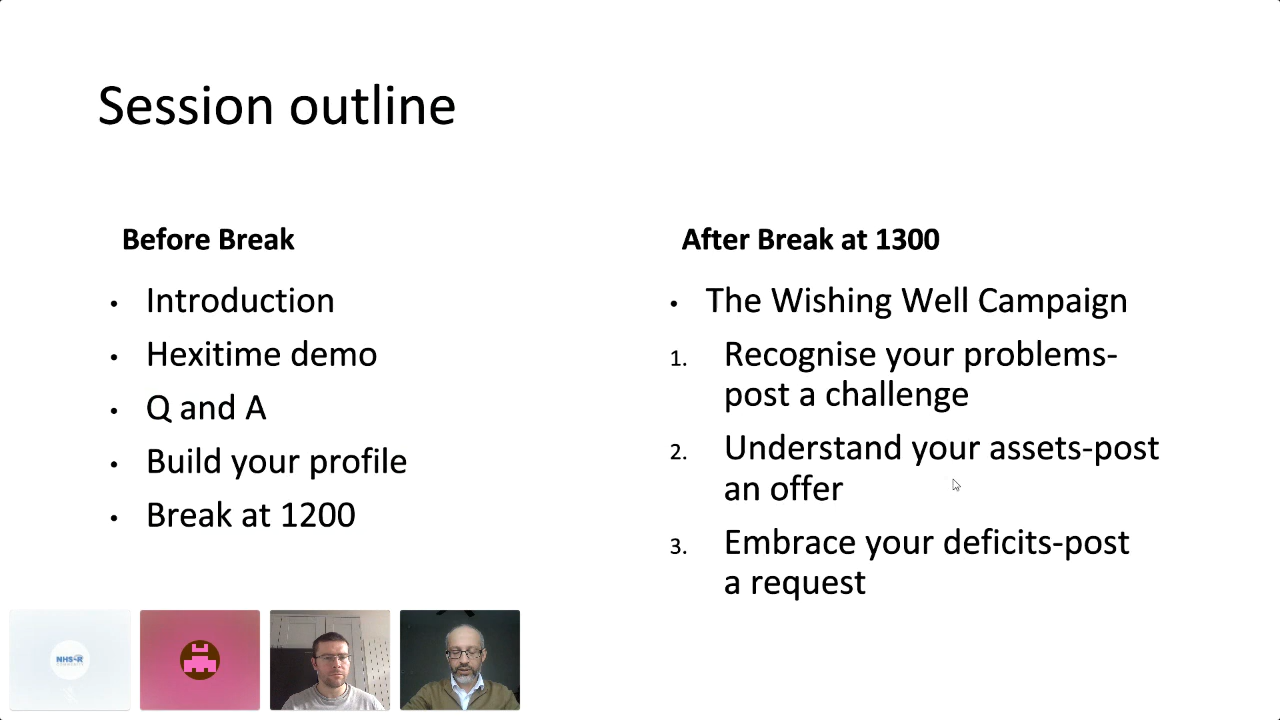 Session outline
Before Break
• Introduction
• Hexitime demo
• Q and A
• Build your profile
• Break at 1200
After Break at 1300
• The Wishing Well Campaign
1. Recognise your problems-
post a challenge
2. Understand your assets-post
an offer
3. Embrace your deficits-post
a request
NHS-R